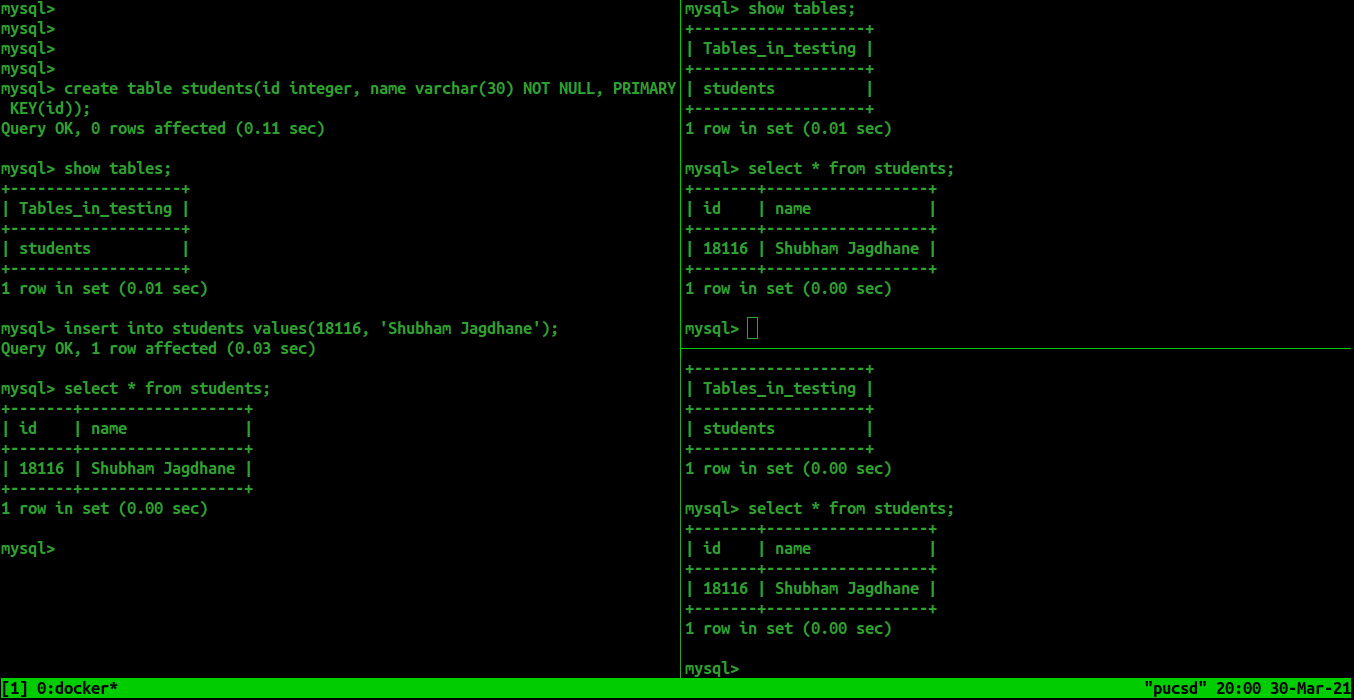 mysql>
mysql>
mysql>
mysql>
mysql> create table students(id integer, name varchar(30) NOT NULL, PRIMARY
 KEY(id));
Query OK, 0 rows affected (0.11 sec)

mysql> show tables;
+-------------------+
| Tables_in_testing |
+-------------------+
| students          |
+-------------------+
1 row in set (0.01 sec)

mysql> insert into students values(18116, 'Shubham Jagdhane');
Query OK, 1 row affected (0.03 sec)

mysql> select * from students;
+-------+------------------+
| id    | name             |
+-------+------------------+
| 18116 | Shubham Jagdhane |
+-------+------------------+
1 row in set (0.00 sec)

mysql>
mysql> show tables;
+-------------------+
| Tables_in_testing |
+-------------------+
| students          |
+-------------------+
1 row in set (0.01 sec)

mysql> select * from students;
+-------+------------------+
| id    | name             |
+-------+------------------+
| 18116 | Shubham Jagdhane |
+-------+------------------+
1 row in set (0.00 sec)

mysql>
+-------------------+
| Tables_in_testing |
+-------------------+
| students          |
+-------------------+
1 row in set (0.00 sec)

mysql> select * from students;
+-------+------------------+
| id    | name             |
+-------+------------------+
| 18116 | Shubham Jagdhane |
+-------+------------------+
1 row in set (0.00 sec)

mysql>
[1] 0:docker* "pucsd" 20:00 30-Mar-21